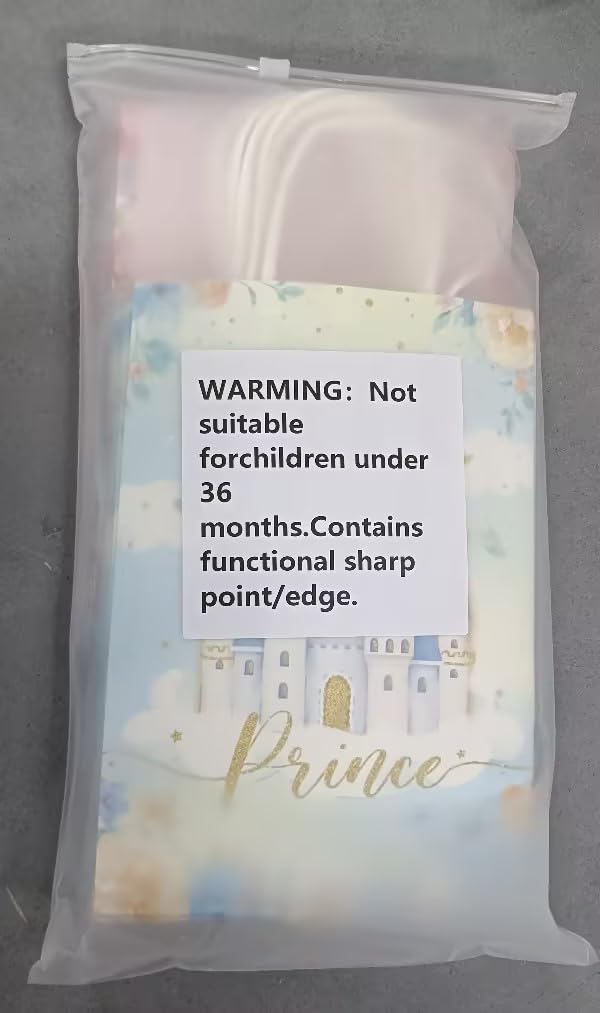 WARMING: Not
suitable
forchildren under
36
months.Contains
functional sharp
point/edge.
Prince